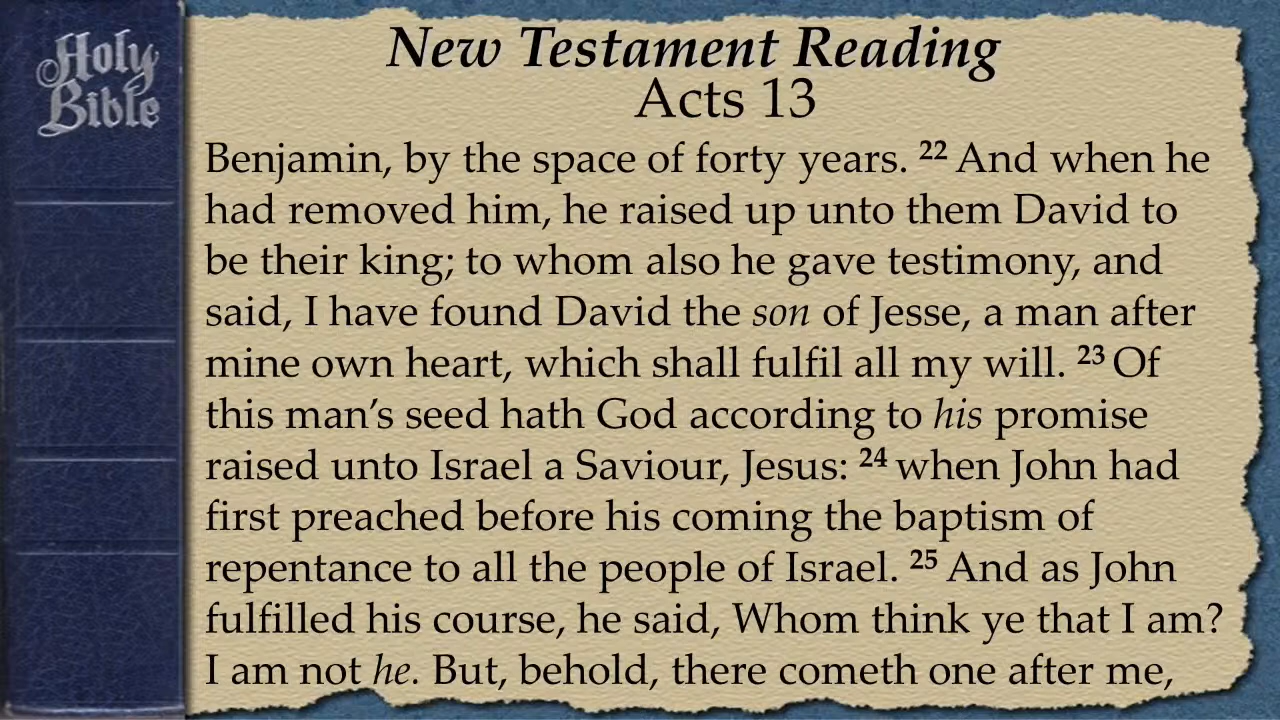 Holy
Bible
New Testament Reading
Acts 13
Benjamin, by the space of forty years. 22 And when he
had removed him, he raised up unto them David to
be their king; to whom also he gave testimony, and
said, I have found David the son of Jesse, a man after
mine own heart, which shall fulfil all my will. 23 Of
this man’s seed hath God according to his promise
raised unto Israel a Saviour, Jesus: 24 when John had
first preached before his coming the baptism of
repentance to all the people of Israel. 25 And as John
fulfilled his course, he said, Whom think ye that I am?
I am not he. But, behold, there cometh one after me,